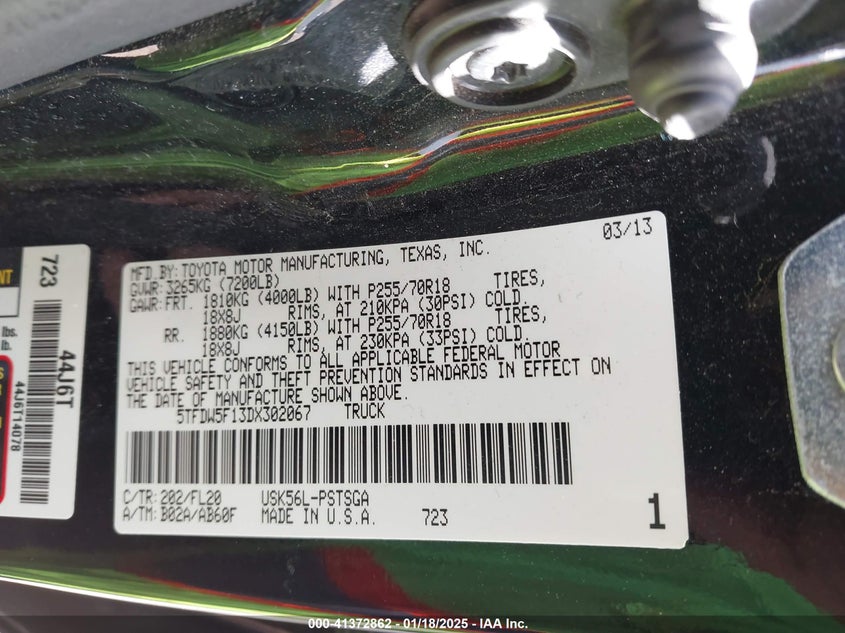 MFD.BY:TOYOTA MOTOR MANUFACTURING, TEXAS, INC. 03/13
GVWR:3265KG (7200LB)
GAWR:FRT. 1810KG (4000LB) WITH P255/70R18 TIRES,
18X8J RIMS, AT 210KPA (30PSI) COLD.
RR. 1880KG (4150LB) WITH P255/70R18 TIRES,
18X8J RIMS, AT 230KPA (33PSI) COLD.
THIS VEHICLE CONFORMS TO ALL APPLICABLE FEDERAL MOTOR
VEHICLE SAFETY AND THEFT PREVENTION STANDARDS IN EFFECT ON
THE DATE OF MANUFACTURE SHOWN ABOVE.
5TFDW5F13DX302067 TRUCK
C/TR:202/FL20 USK56L-PSTSGA
A/TM:B02A/AB60F MADE IN U.S.A. 723 1
723
44J6T
44J6T14078
lbs.
lb.
000-41372862 - 01/18/2025 - IAA Inc.